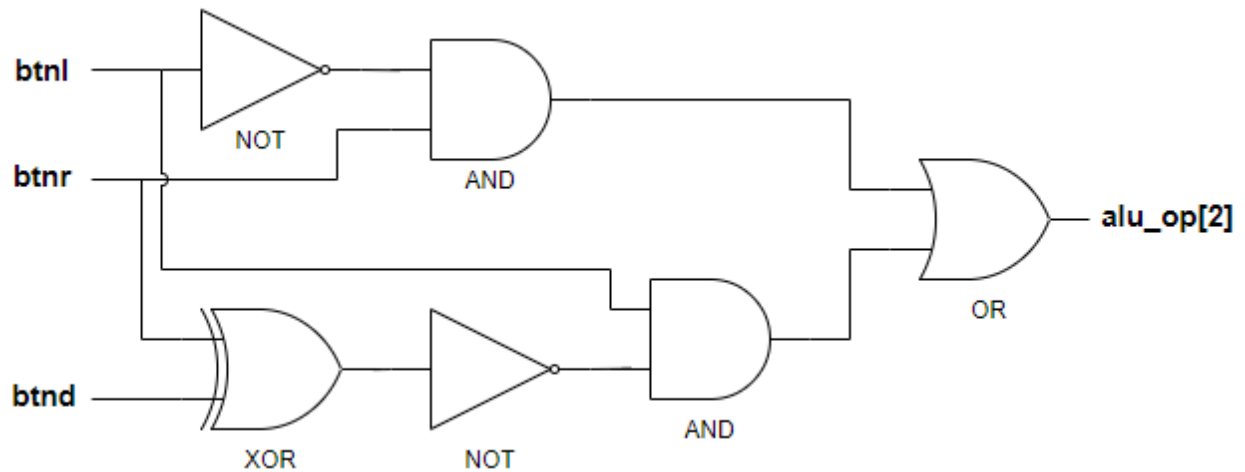 btnl
NOT
btnr
AND
alu_op[2]
OR
btnd
XOR
NOT
AND